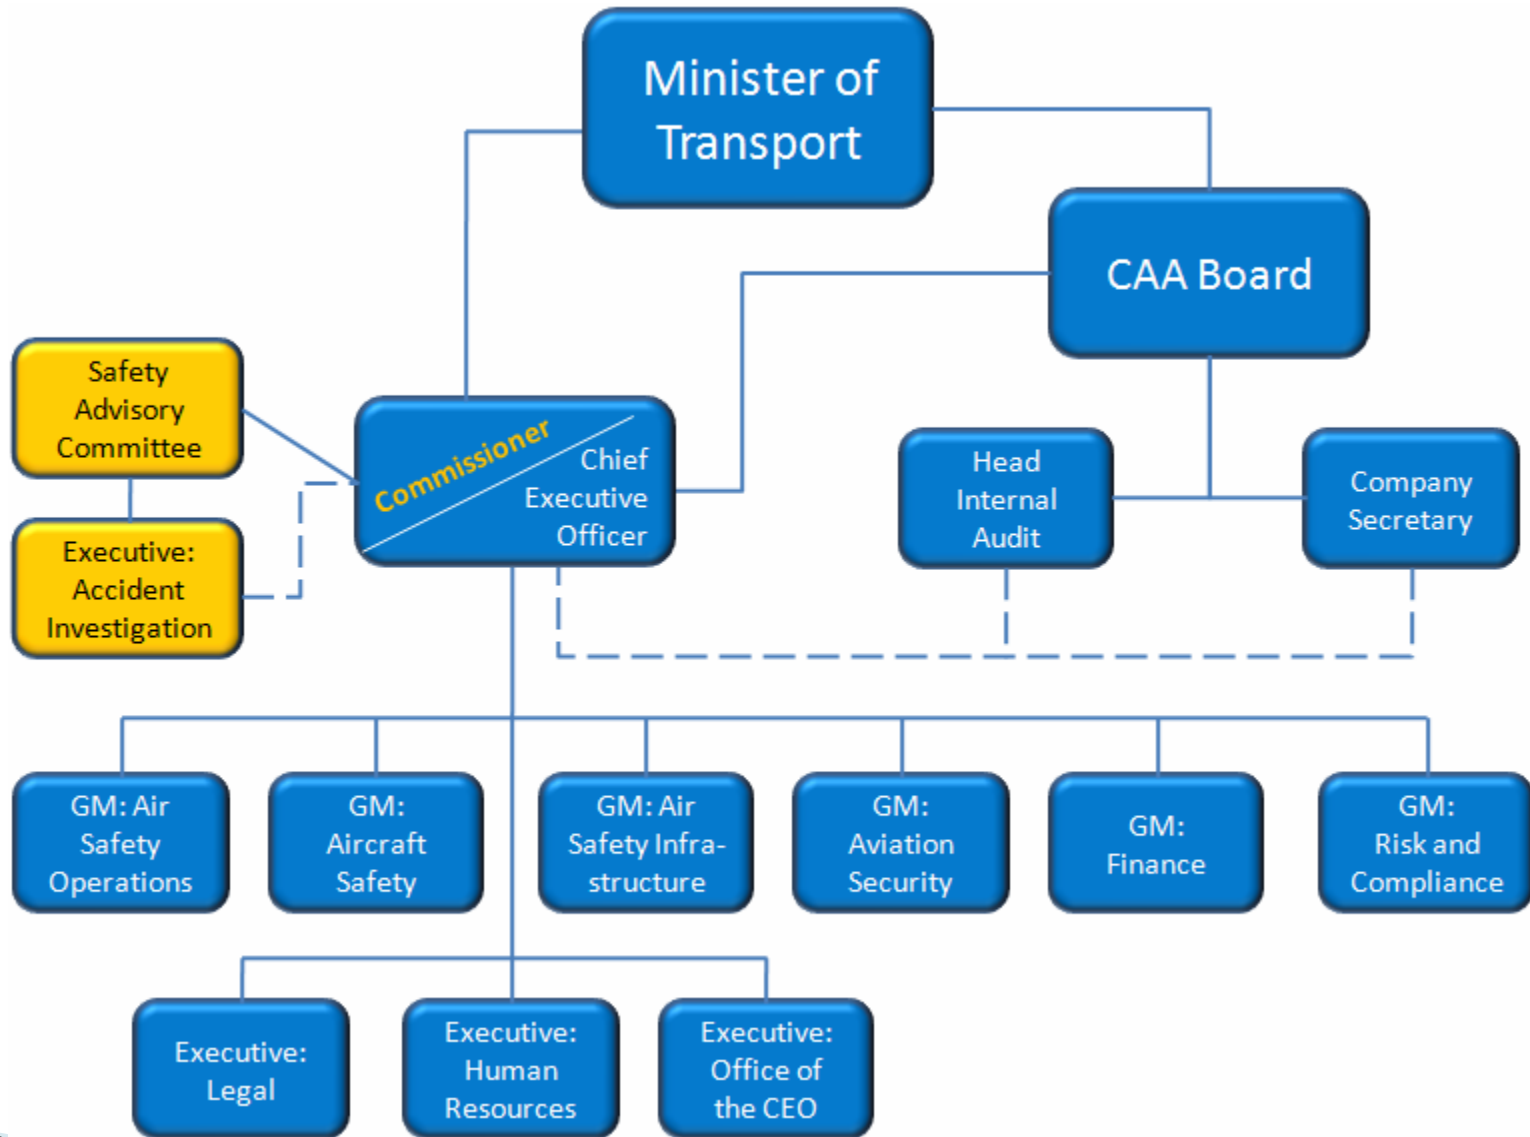 Minister of
Transport
CAA Board
Safety
Advisory
Committee
Commissioner
Chief
Executive
Officer
Head
Internal
Audit
Company
Secretary
Executive:
Accident
Investigation
GM: Air
Safety
Operations
GM:
Aircraft
Safety
GM: Air
Safety Infra-
structure
GM:
Aviation
Security
GM:
Finance
GM:
Risk and
Compliance
Executive:
Legal
Executive:
Human
Resources
Executive:
Office of
the CEO